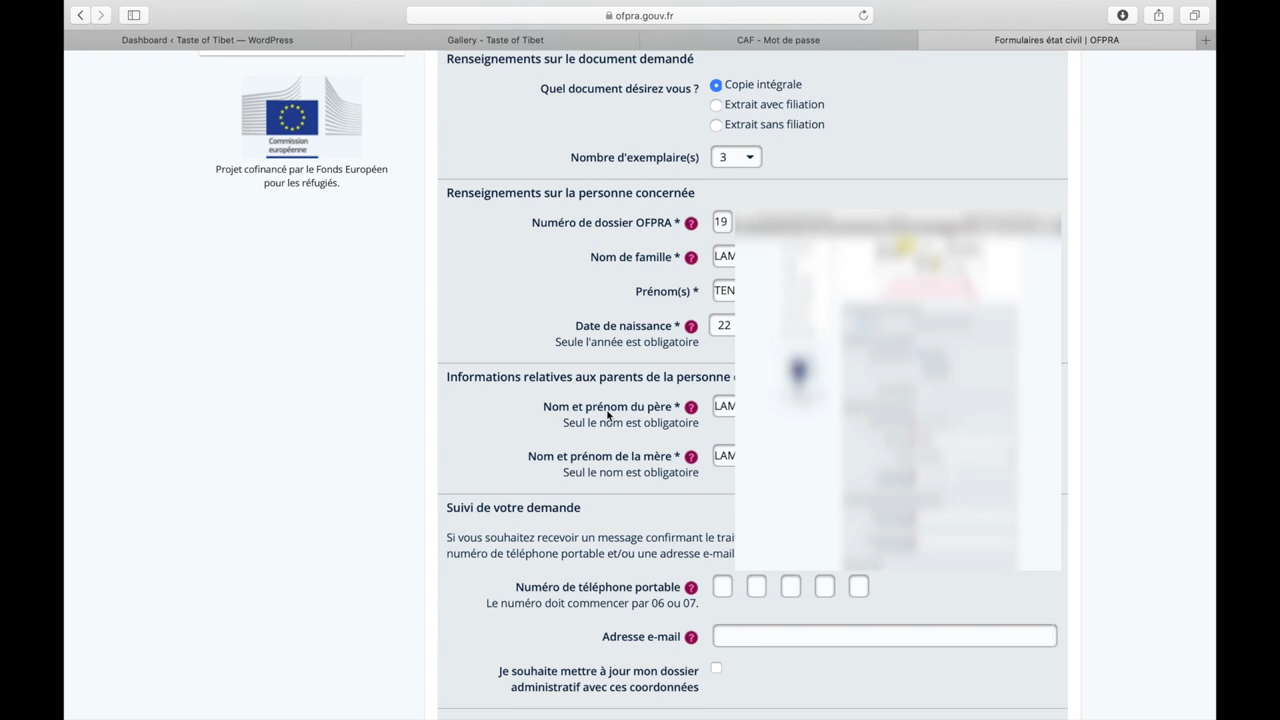 ofpra.gouv.fr
Dashboard ‹ Taste of Tibet — WordPress
Gallery - Taste of Tibet
CAF - Mot de passe
Formulaires état civil | OFPRA
Commission
européenne
Projet cofinancé par le Fonds Européen
pour les réfugiés.
Renseignements sur le document demandé
Quel document désirez vous ?
Copie intégrale
Extrait avec filiation
Extrait sans filiation
Nombre d'exemplaire(s)
3
Renseignements sur la personne concernée
Numéro de dossier OFPRA * ?
19
Nom de famille * ?
LAM
Prénom(s) *
TEN
Date de naissance * ?
22
Seule l'année est obligatoire
Informations relatives aux parents de la personne
Nom et prénom du père * ?
LAM
Seul le nom est obligatoire
Nom et prénom de la mère * ?
LAM
Seul le nom est obligatoire
Suivi de votre demande
Si vous souhaitez recevoir un message confirmant le trai
numéro de téléphone portable et/ou une adresse e-mail
Numéro de téléphone portable ?
Le numéro doit commencer par 06 ou 07.
Adresse e-mail ?
Je souhaite mettre à jour mon dossier
administratif avec ces coordonnées